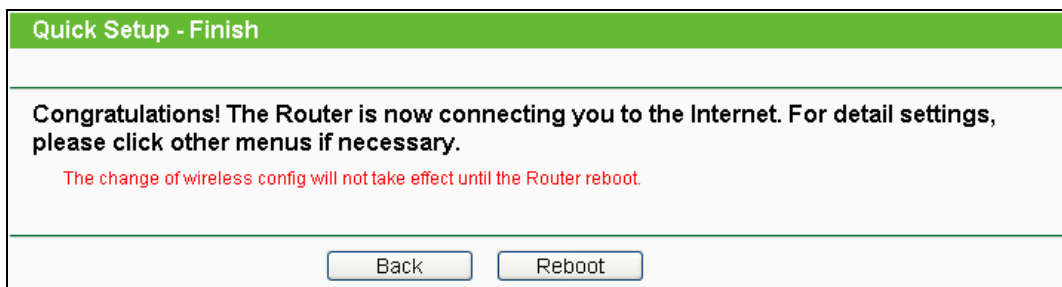 Quick Setup - Finish
Congratulations! The Router is now connecting you to the Internet. For detail settings,
please click other menus if necessary.
The change of wireless config will not take effect until the Router reboot.
Back Reboot